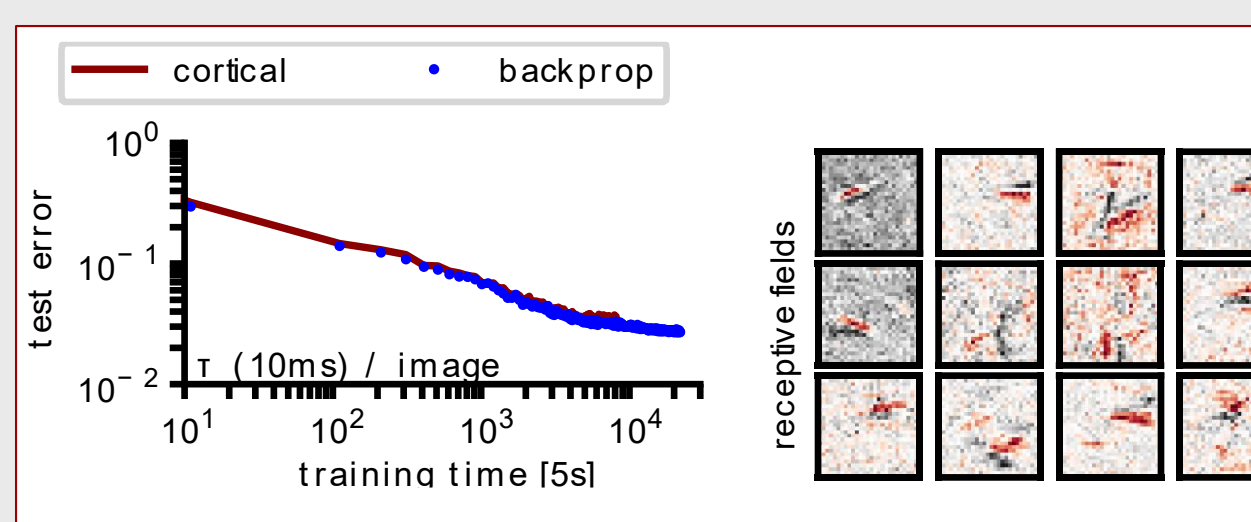 cortical backprop
10⁰
10⁻¹
10⁻²
test error
τ (10ms) / image
10¹ 10² 10³ 10⁴
training time [5s]
receptive fields